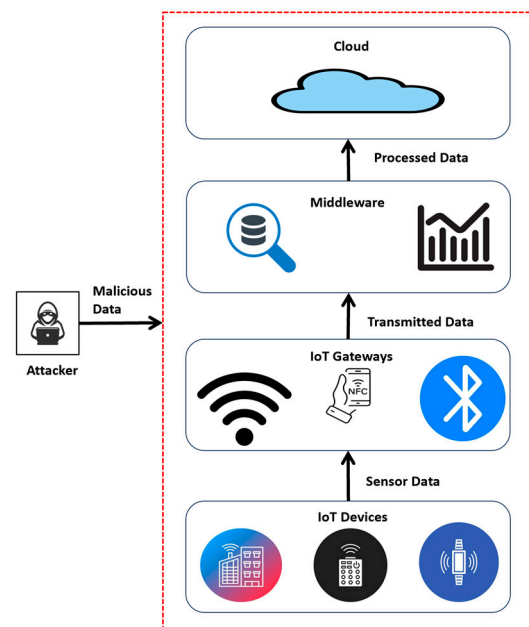 Cloud
Processed Data
Middleware
Malicious
Data
Attacker
Transmitted Data
IoT Gateways
NFC
Sensor Data
IoT Devices